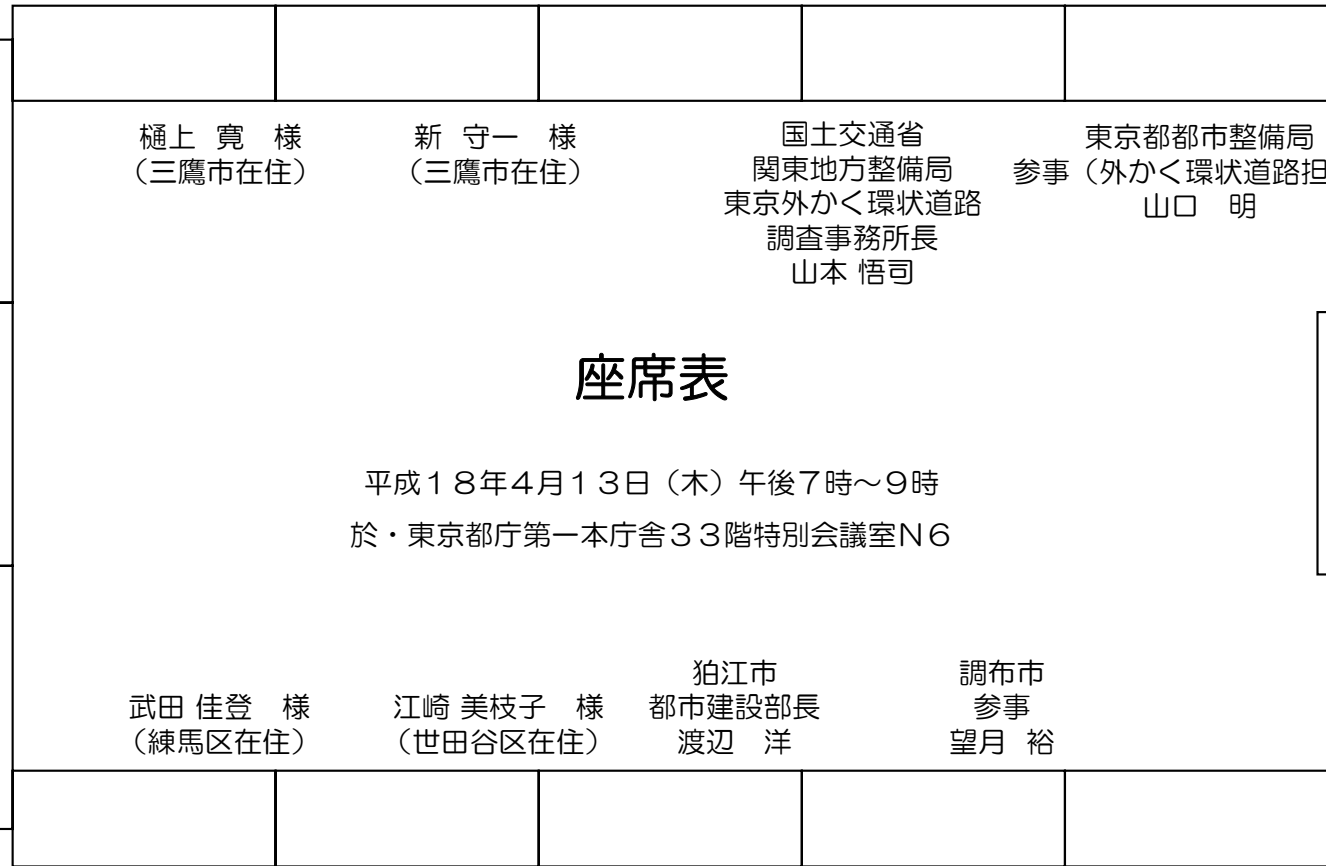 樋上 寛 様
（三鷹市在住）
新 守一 様
（三鷹市在住）
国土交通省
関東地方整備局
東京外かく環状道路
調査事務所長
山本 悟司
東京都都市整備局
参事（外かく環状道路担
山口 明
座席表
平成１８年４月１３日（木）午後７時～９時
於・東京都庁第一本庁舎３３階特別会議室Ｎ６
武田 佳登 様
（練馬区在住）
江崎 美枝子 様
（世田谷区在住）
狛江市
都市建設部長
渡辺 洋
調布市
参事
望月 裕